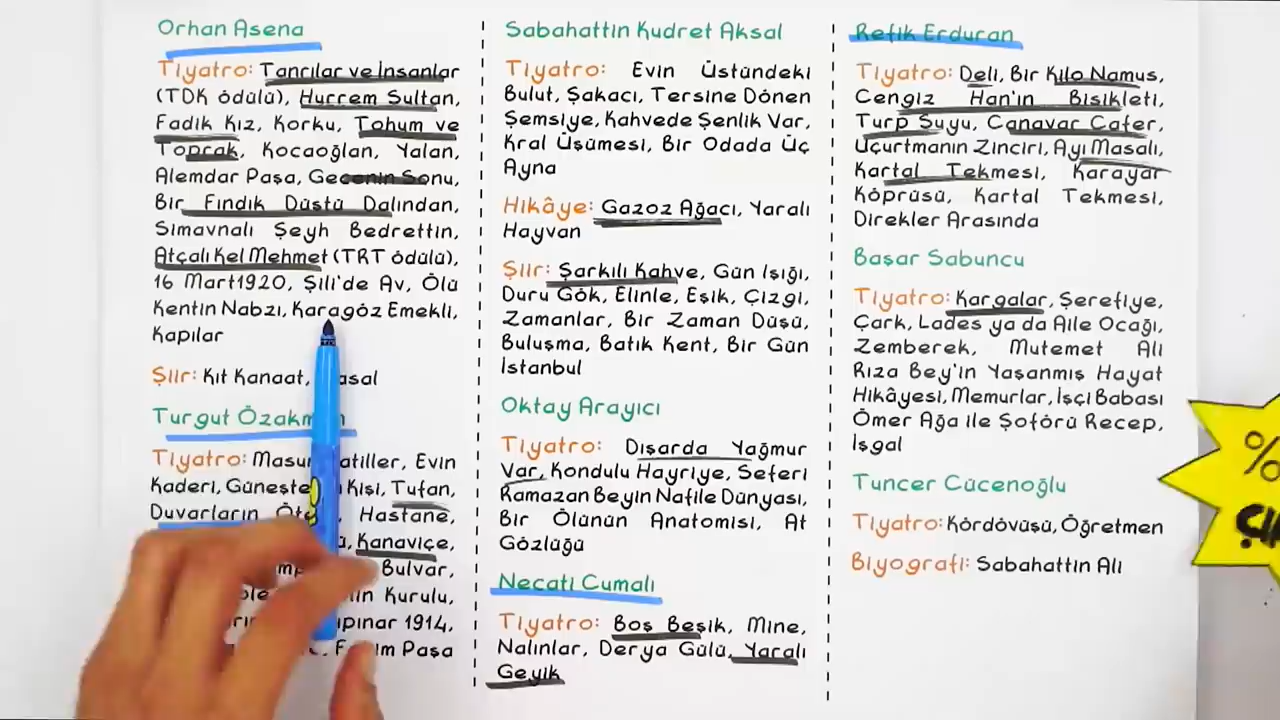 Orhan Asena
Tiyatro: Tanrılar ve İnsanlar
(TDK ödülü), Hurrem Sultan,
Fadik Kız, Korku, Tohum ve
Toprak, Kocaoğlan, Yalan,
Alemdar Paşa, Gecenin Sonu,
Bir Fındık Düştü Dalından,
Simavnalı Şeyh Bedrettin,
Atçalı Kel Mehmet (TRT ödülü),
16 Mart1920, Şili'de Av, Ölü
Kentin Nabzı, Karagöz Emekli,
Kapılar
Şiir: Kıt Kanaat,
Turgut
Tiyatro: Evin
Kaderi, Kişi, Tufan,
Duvarların Hastane,
Kanaviçe,
Bulvar,
Kurulu,
1914,
Paşa
Sabahattin Kudret Aksal
Tiyatro: Evin Üstündeki
Bulut, Şakacı, Tersine Dönen
Şemsiye, Kahvede Şenlik Var,
Kral Üşümesi, Bir Odada Üç
Ayna
Hikâye: Gazoz Ağacı, Yaralı
Hayvan
Şiir: Şarkılı Kahve, Gün Işığı,
Duru Gök, Elinle, Eşik, Çizgi,
Zamanlar, Bir Zaman Düşü,
Buluşma, Batık Kent, Bir Gün
İstanbul
Oktay Arayıcı
Tiyatro: Dışarda Yağmur
Var, Kondulu Hayriye, Seferi
Ramazan Beyin Nafile Dünyası,
Bir Ölünün Anatomisi, At
Gözlüğü
Necati Cumalı
Tiyatro: Boş Beşik, Mine,
Nalınlar, Derya Gülü, Yaralı
Geyik
Refik Erduran
Tiyatro: Deli, Bir Kilo Namus,
Cengiz Han'ın Bisikleti,
Turp Suyu, Canavar Cafer,
Uçurtmanın Zinciri, Ayı Masalı,
Kartal Tekmesi, Karayar
Köprüsü, Kartal Tekmesi,
Direkler Arasında
Başar Sabuncu
Tiyatro: Kargalar, Şerefiye,
Çark, Lades ya da Aile Ocağı,
Zemberek, Mutemet Ali
Rıza Bey'in Yaşanmış Hayat
Hikâyesi, Memurlar, İşçi Babası
Ömer Ağa ile Şoförü Recep,
İşgal
Tuncer Cücenoğlu
Tiyatro: Kördövüşü, Öğretmen
Biyografi: Sabahattin Ali
%